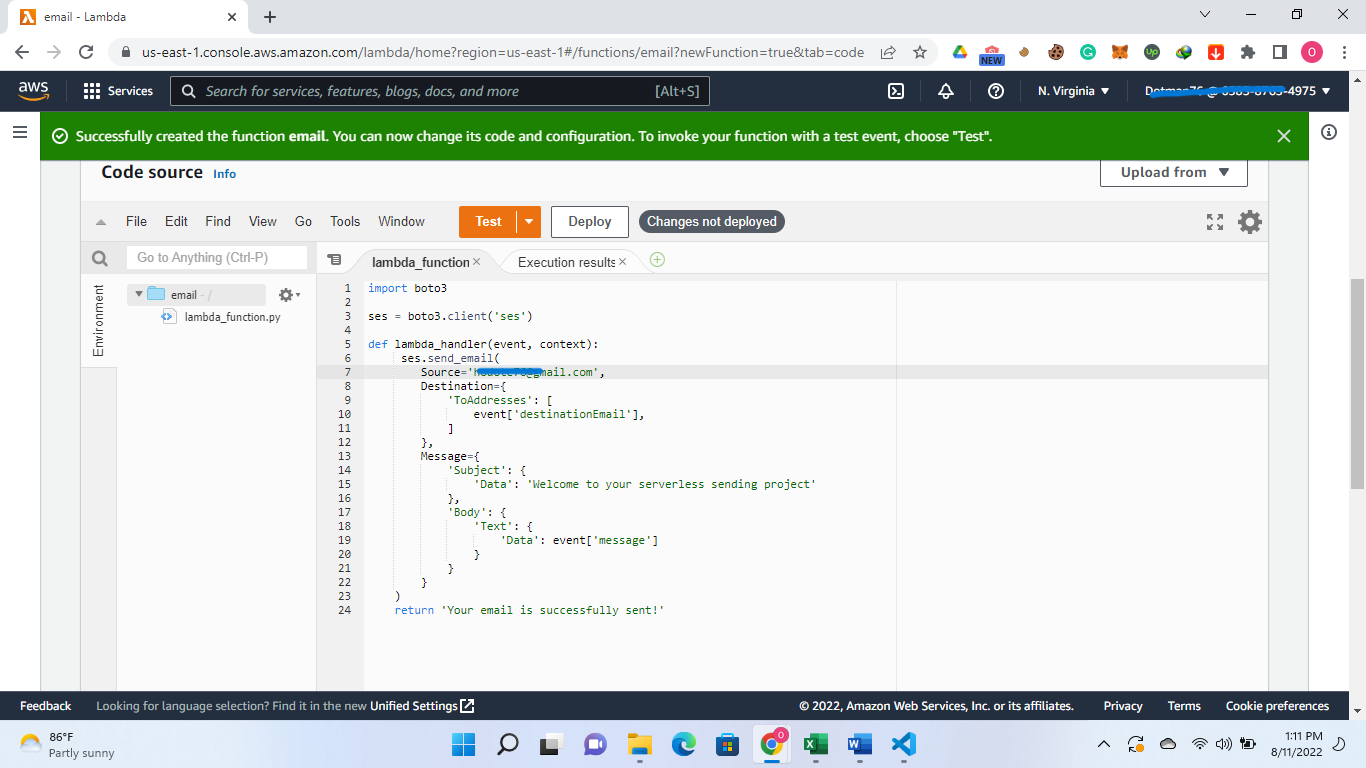 email - Lambda
us-east-1.console.aws.amazon.com/lambda/home?region=us-east-1#/functions/email?newFunction=true&tab=code
NEW
Up
O
0
aws
Services
Search for services, features, blogs, docs, and more
[Alt+S]
N. Virginia
-4975
Successfully created the function email. You can now change its code and configuration. To invoke your function with a test event, choose "Test".
Code source Info
Upload from
File Edit Find View Go Tools Window
Test
Deploy
Changes not deployed
Go to Anything (Ctrl-P)
lambda_function
Execution results
Environment
email - /
lambda_function.py
1 import boto3
2
3 ses = boto3.client('ses')
4
5 def lambda_handler(event, context):
6 ses.send_email(
7 Source='gmail.com',
8 Destination={
9 'ToAddresses': [
10 event['destinationEmail'],
11 ]
12 },
13 Message={
14 'Subject': {
15 'Data': 'Welcome to your serverless sending project'
16 },
17 'Body': {
18 'Text': {
19 'Data': event['message']
20 }
21 }
22 }
23 )
24 return 'Your email is successfully sent!'
Feedback
Looking for language selection? Find it in the new Unified Settings
© 2022, Amazon Web Services, Inc. or its affiliates.
Privacy
Terms
Cookie preferences
86°F
Partly sunny
1:11 PM
8/11/2022